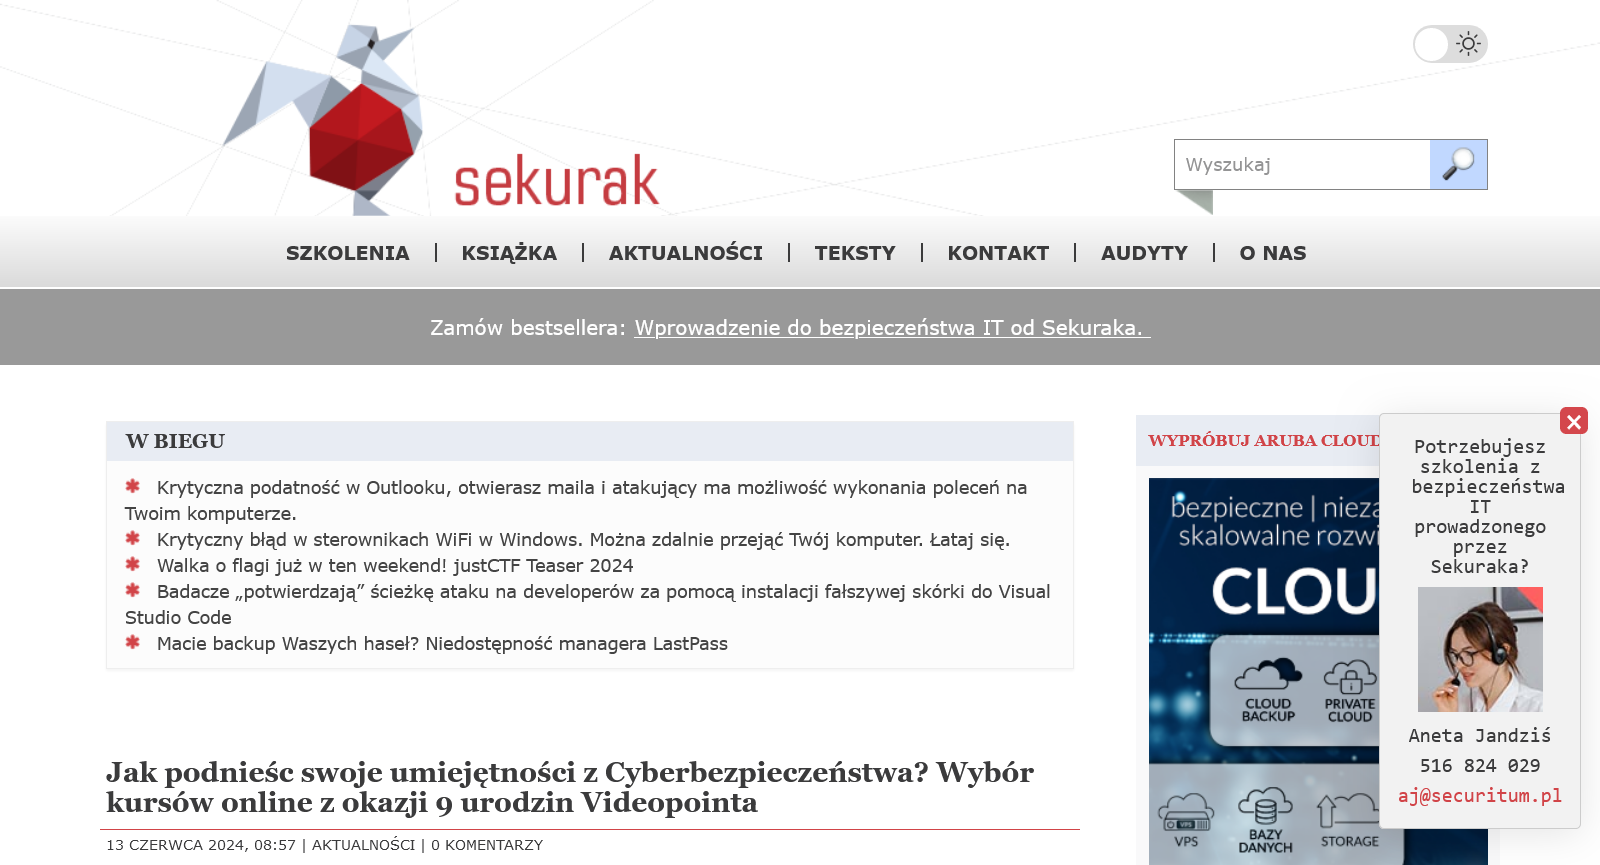 sekurak
Wyszukaj
SZKOLENIA | KSIĄŻKA | AKTUALNOŚCI | TEKSTY | KONTAKT | AUDYTY | O NAS
Zamów bestsellera: Wprowadzenie do bezpieczeństwa IT od Sekuraka.
W BIEGU
Krytyczna podatność w Outlooku, otwierasz maila i atakujący ma możliwość wykonania poleceń na
Twoim komputerze.
Krytyczny błąd w sterownikach WiFi w Windows. Można zdalnie przejąć Twój komputer. Łataj się.
Walka o flagi już w ten weekend! justCTF Teaser 2024
Badacze „potwierdzają” ścieżkę ataku na developerów za pomocą instalacji fałszywej skórki do Visual
Studio Code
Macie backup Waszych haseł? Niedostępność managera LastPass
Jak podnieśc swoje umiejętności z Cyberbezpieczeństwa? Wybór
kursów online z okazji 9 urodzin Videopointa
13 CZERWCA 2024, 08:57 | AKTUALNOŚCI | 0 KOMENTARZY
WYPRÓBUJ ARUBA CLOUD
bezpieczne |
skalowalne
CLOUD
BACKUP
PRIVATE
CLOUD
VPS
VPS
BAZY
DANYCH
STORAGE
Potrzebujesz
szkolenia z
bezpieczeństwa
IT
prowadzonego
przez
Sekuraka?
Aneta Jandziś
516 824 029
aj@securitum.pl